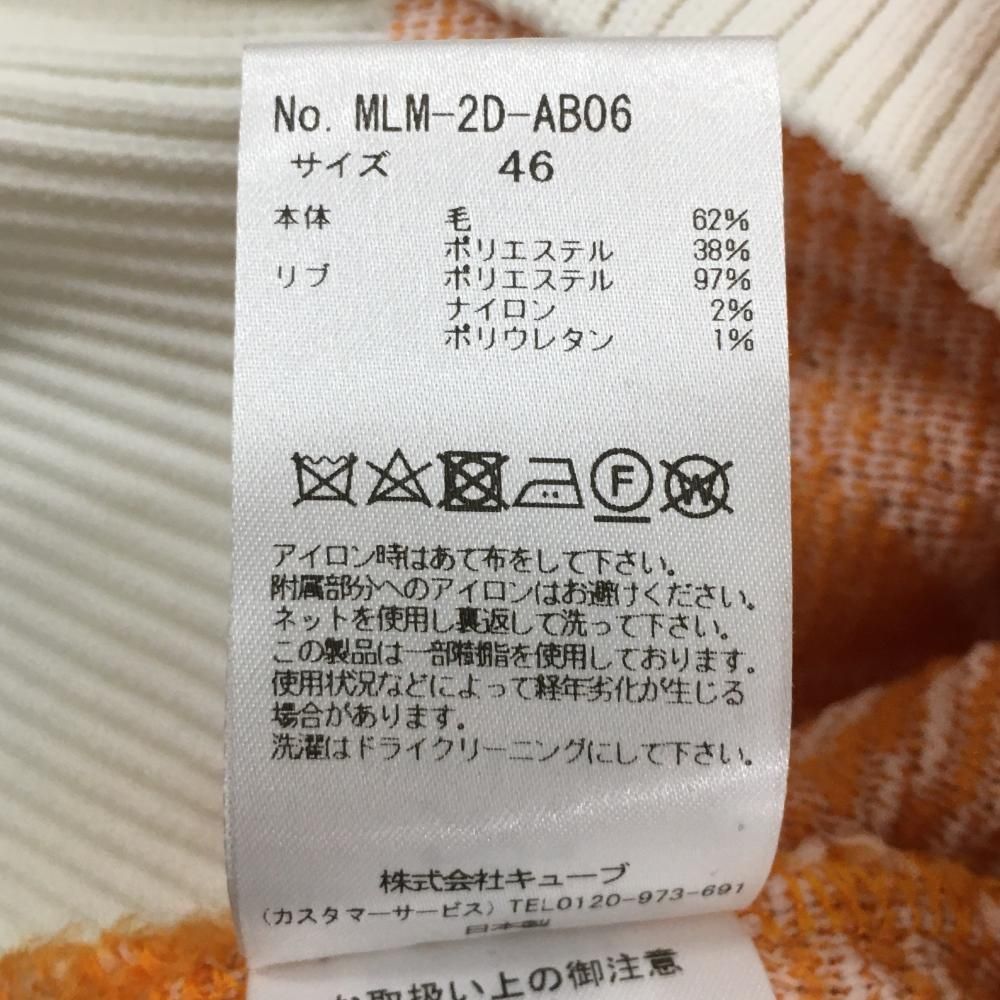 No. MLM-2D-AB06
サイズ 46
本体 毛 62%
ポリエステル 38%
リブ ポリエステル 97%
ナイロン 2%
ポリウレタン 1%
F W
アイロン時はあて布をして下さい。
附属部分へのアイロンはお避けください。
ネットを使用し裏返して洗って下さい。
この製品は一部樹脂を使用しております。
使用状況などによって経年劣化が生じる
場合があります。
洗濯はドライクリーニングにして下さい。
株式会社キューブ
(カスタマーサービス) TEL0120-973-691
日本製
取扱い上の御注意